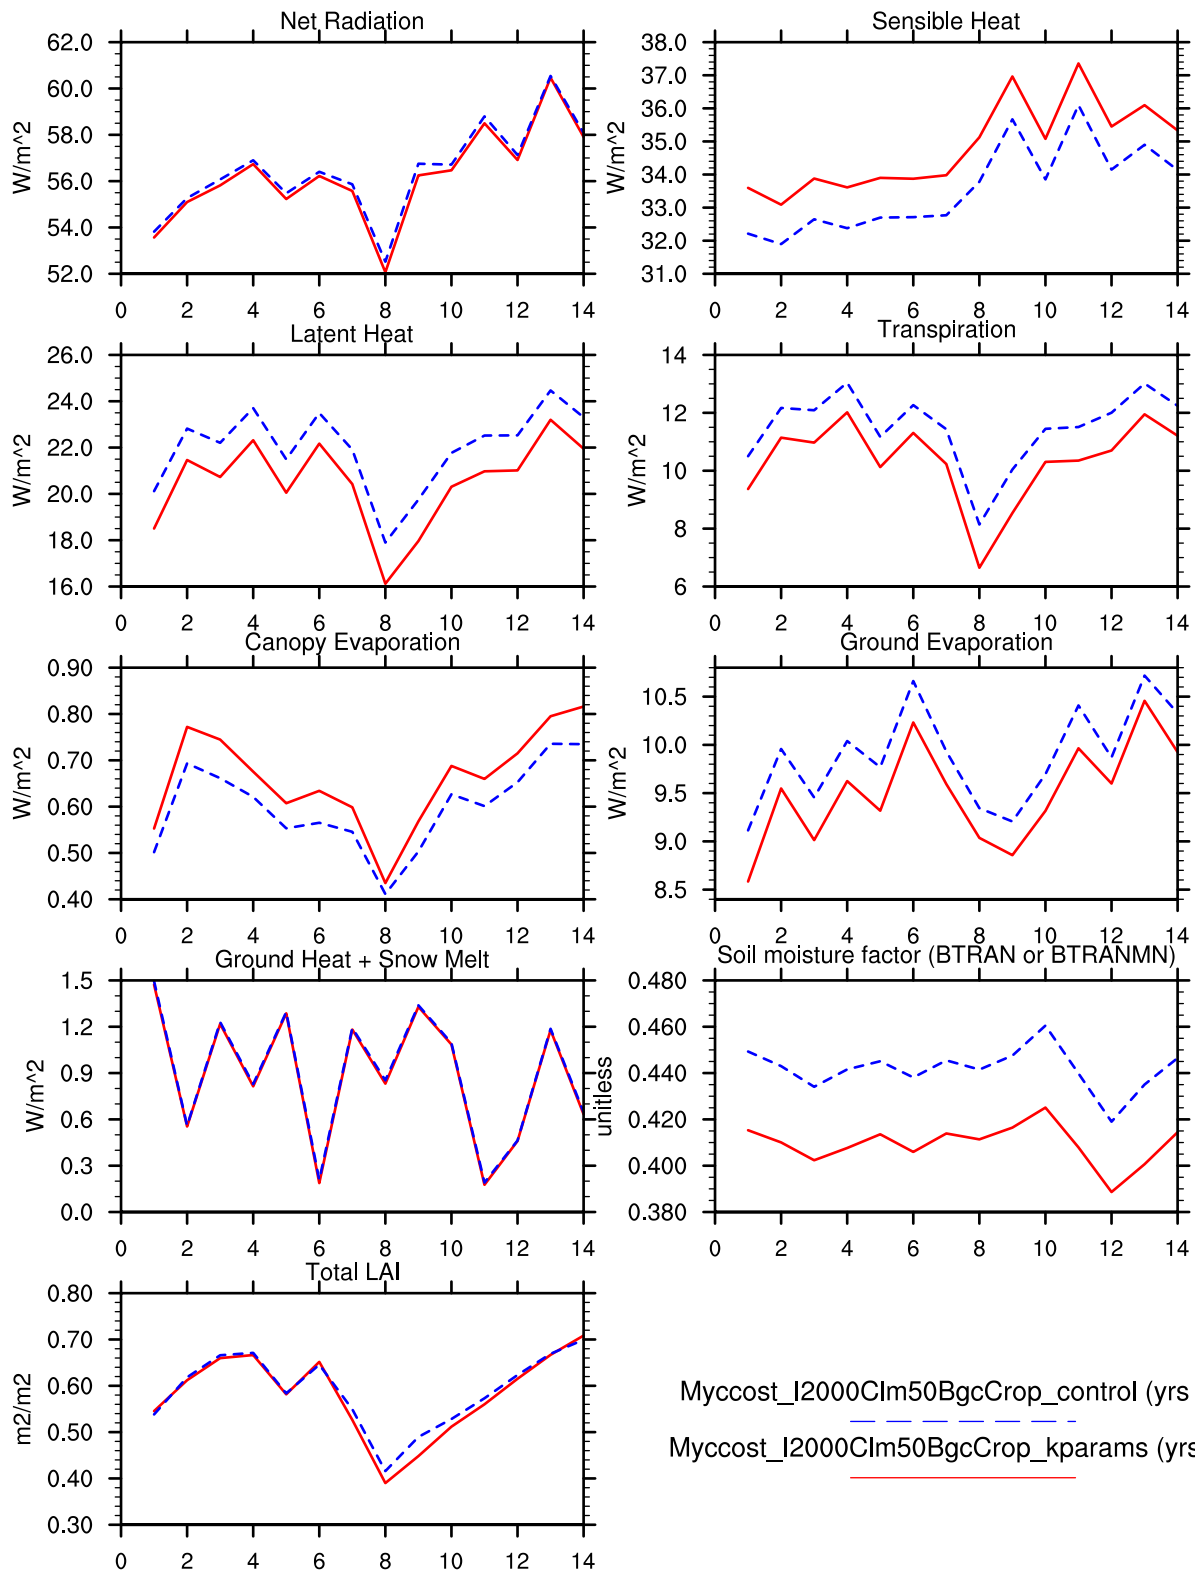 Net Radiation
W/m^2
62.0
60.0
58.0
56.0
54.0
52.0
0 2 4 6 8 10 12 14
Sensible Heat
W/m^2
38.0
37.0
36.0
35.0
34.0
33.0
32.0
31.0
0 2 4 6 8 10 12 14
Latent Heat
W/m^2
26.0
24.0
22.0
20.0
18.0
16.0
0 2 4 6 8 10 12 14
Transpiration
W/m^2
14
12
10
8
6
0 2 4 6 8 10 12 14
Canopy Evaporation
W/m^2
0.90
0.80
0.70
0.60
0.50
0.40
0 2 4 6 8 10 12 14
Ground Evaporation
W/m^2
10.5
10.0
9.5
9.0
8.5
0 2 4 6 8 10 12 14
Ground Heat + Snow Melt
W/m^2
1.5
1.2
0.9
0.6
0.3
0.0
0 2 4 6 8 10 12 14
Soil moisture factor (BTRAN or BTRANMN)
unitless
0.480
0.460
0.440
0.420
0.400
0.380
0 2 4 6 8 10 12 14
Total LAI
m2/m2
0.80
0.70
0.60
0.50
0.40
0.30
0 2 4 6 8 10 12 14
Myccost_I2000Clm50BgcCrop_control (yrs
Myccost_I2000Clm50BgcCrop_kparams (yrs